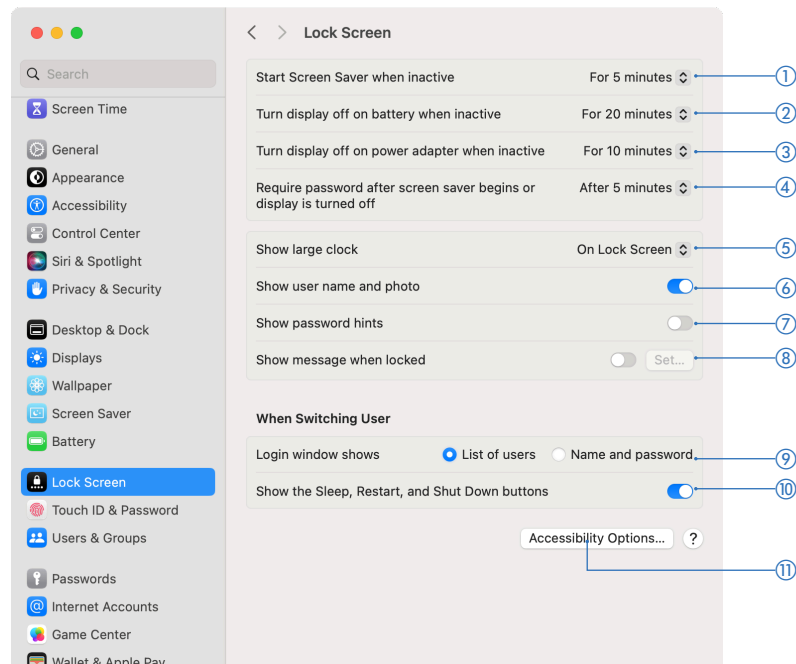 Lock Screen
Search
Screen Time
General
Appearance
Accessibility
Control Center
Siri & Spotlight
Privacy & Security
Desktop & Dock
Displays
Wallpaper
Screen Saver
Battery
Lock Screen
Touch ID & Password
Users & Groups
Passwords
Internet Accounts
Game Center
Wallet & Apple Pay
Start Screen Saver when inactive For 5 minutes ①
Turn display off on battery when inactive For 20 minutes ②
Turn display off on power adapter when inactive For 10 minutes ③
Require password after screen saver begins or After 5 minutes ④
display is turned off
Show large clock On Lock Screen ⑤
Show user name and photo ⑥
Show password hints ⑦
Show message when locked Set... ⑧
When Switching User
Login window shows List of users Name and password ⑨
Show the Sleep, Restart, and Shut Down buttons ⑩
Accessibility Options... ?
⑪